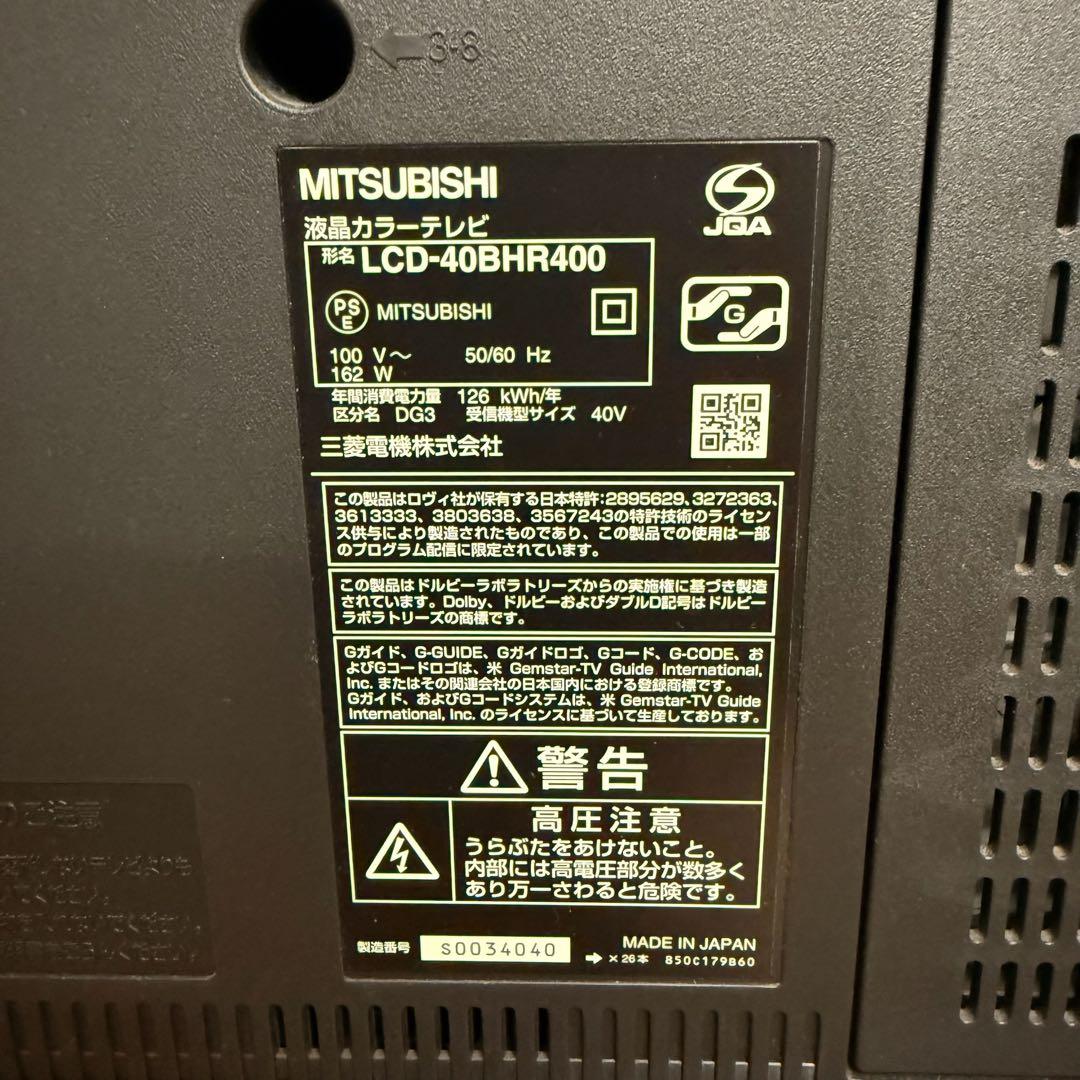 3-8
MITSUBISHI
JQA
液晶カラーテレビ
形名 LCD-40BHR400
PSE MITSUBISHI
G
100 V～ 50/60 Hz
162 W
年間消費電力量 126 kWh/年
区分名 DG3 受信機型サイズ 40V
三菱電機株式会社
この製品はロヴィ社が保有する日本特許:2895629、3272363、
3613333、3803638、3567243の特許技術のライセン
ス供与により製造されたものであり、この製品での使用は一部
のプログラム配信に限定されています。
この製品はドルビーラボラトリーズからの実施権に基づき製造
されています。Dolby、ドルビーおよびダブルD記号はドルビー
ラボラトリーズの商標です。
Gガイド、G-GUIDE、Gガイドロゴ、Gコード、G-CODE、お
よびGコードロゴは、米 Gemstar-TV Guide International,
Inc. またはその関連会社の日本国内における登録商標です。
Gガイド、およびGコードシステムは、米 Gemstar-TV Guide
International, Inc. のライセンスに基づいて生産しております。
警告
高圧注意
うらぶたをあけないこと。
内部には高電圧部分が数多く
あり万一さわると危険です。
製造番号 S0034040
MADE IN JAPAN
➔ ×26本 850C179B60